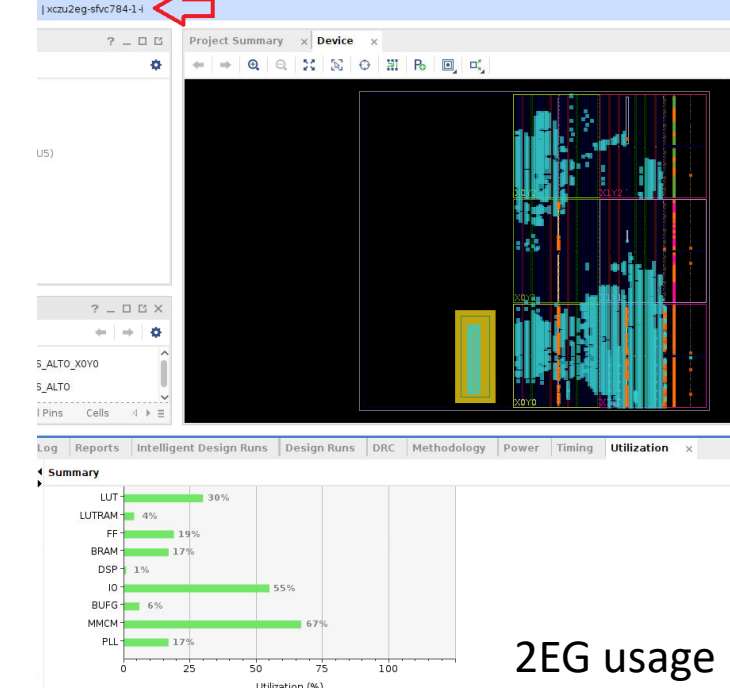 | xczu2eg-sfvc784-1-i
? _ □
Project Summary × Device ×
U5)
X0Y2 X1Y2
? _ □ ×
S_ALTO_X0Y0
S_ALTO
l Pins Cells
X0Y0
Log Reports Intelligent Design Runs Design Runs DRC Methodology Power Timing Utilization ×
Summary
LUT 30%
LUTRAM 4%
FF 19%
BRAM 17%
DSP 1%
IO 55%
BUFG 6%
MMCM 67%
PLL 17%
0 25 50 75 100
Utilization (%)
2EG usage